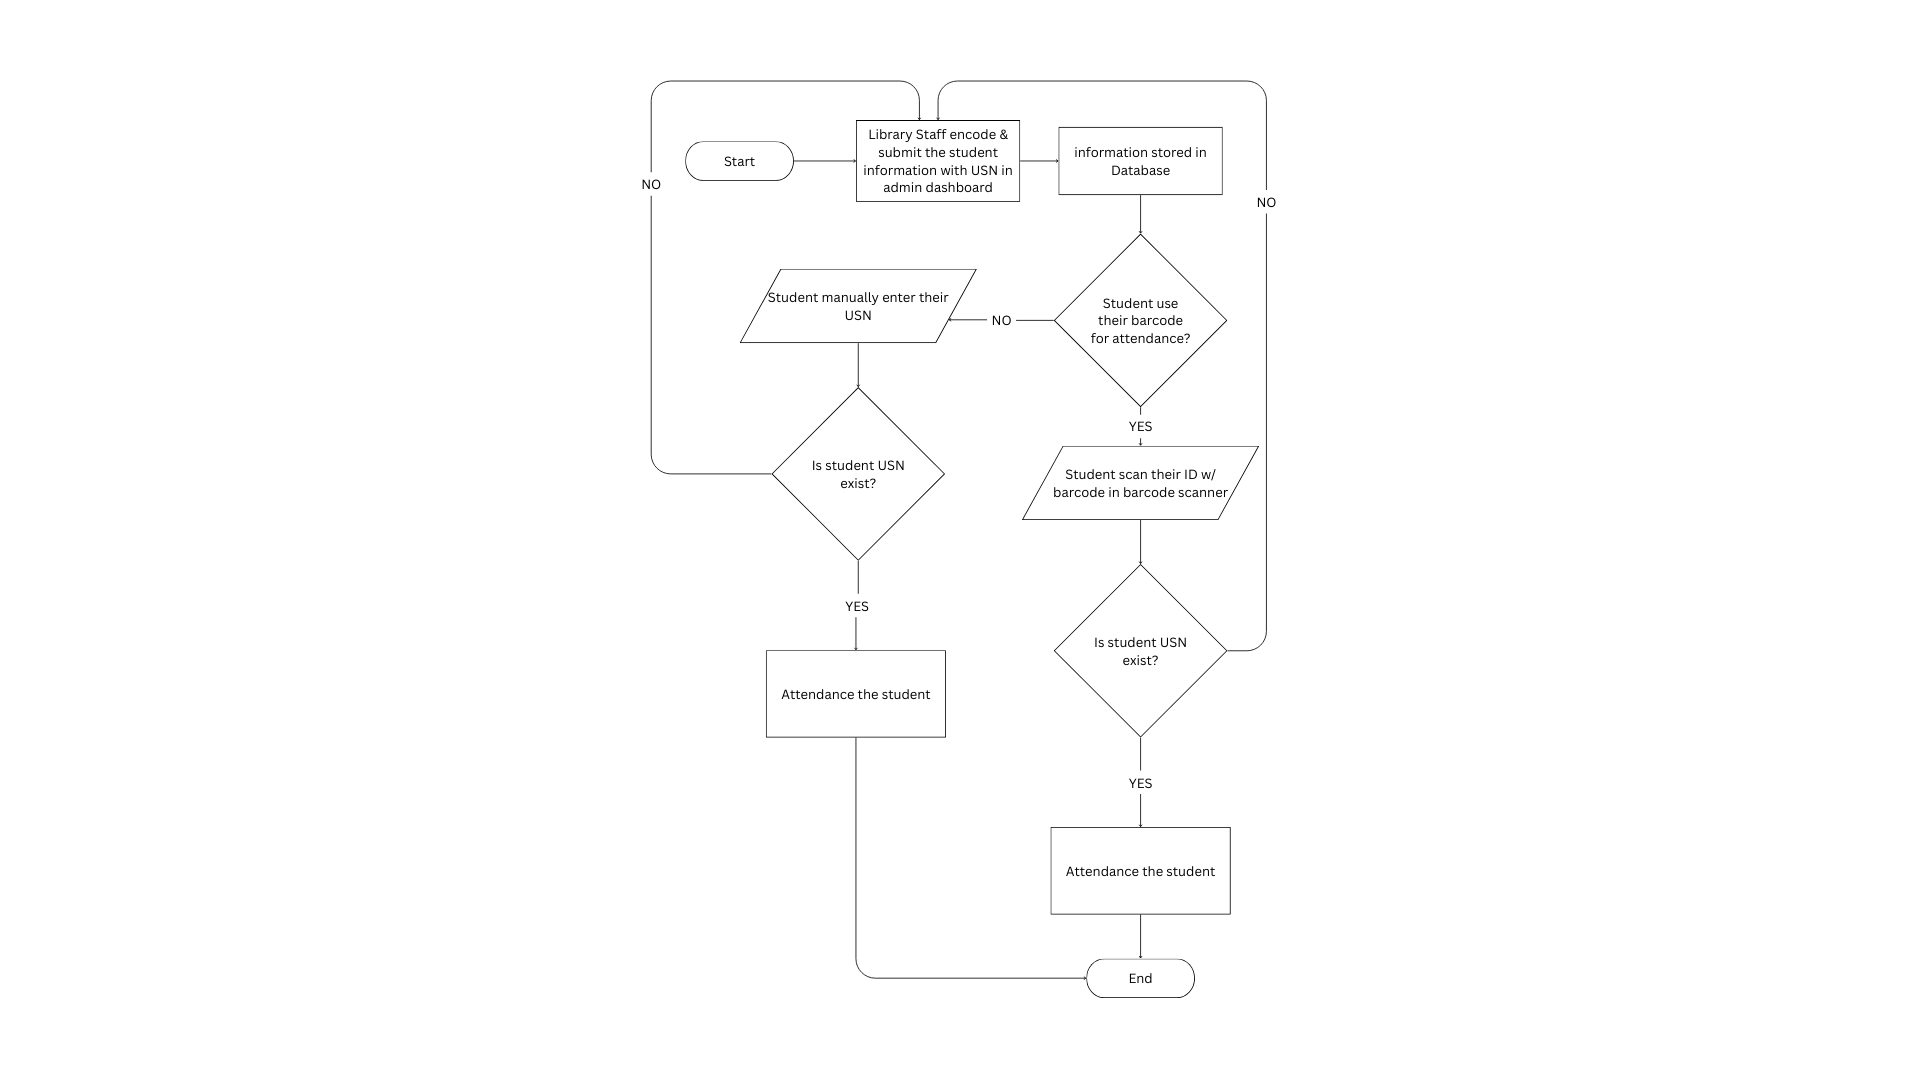 Start
Library Staff encode &
submit the student
information with USN in
admin dashboard
information stored in
Database
NO
NO
Student manually enter their
USN
NO
Student use
their barcode
for attendance?
YES
Is student USN
exist?
Student scan their ID w/
barcode in barcode scanner
YES
Is student USN
exist?
Attendance the student
YES
Attendance the student
End